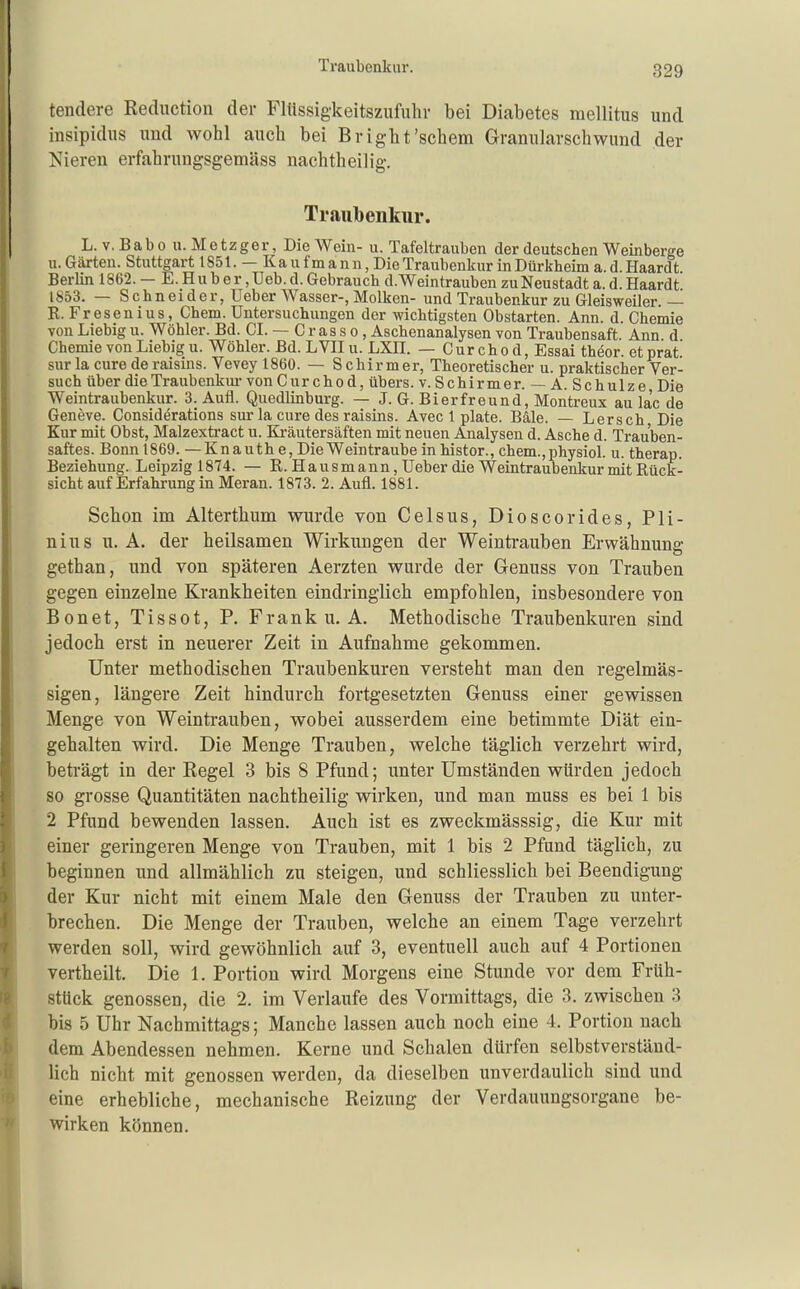 Traubenkur.
329
tendere Reduction der Flüssigkeitszufuhr bei Diabetes mellitus und
insipidus und wohl auch bei Bright'schem Granularschwund der
Nieren erfahrungsgemäss nachtheilig.
Traubenkur.
L. v. Babo u. Metzger, Die Wein- u. Tafeltrauben der deutschen Weinberge
u. Gärten. Stuttgart 1851. — Kaufmann, Die Traubenkur in Dürkheim a. d. Haardt.
Berlin 1862. — E. Huber, Ueb. d. Gebrauch d. Weintrauben zu Neustadt a. d. Haardt.
1853. — Schneider, Ueber Wasser-, Molken- und Traubenkur zu Gleisweiler. —
R. Fresenius, Chem. Untersuchungen der wichtigsten Obstarten. Ann. d. Chemie
von Liebig u. Wöhler. Bd. CI. — Crasso, Aschenanalysen von Traubensaft. Ann. d.
Chemie von Liebig u. Wöhler. Bd. LVII u. LXII. — Curchod, Essai théor. et prat.
sur la cure de raisins. Vevey 1860. — Schirmer, Theoretischer u. praktischer Ver-
such über die Traubenkur von Curchod, übers. v. Schirmer. — A. Schulze, Die
Weintraubenkur. 3. Aufl. Quedlinburg. — J. G. Bierfreund, Montreux au lac de
Genève. Considérations sur la cure des raisins. Avec 1 plate. Bâle. — Lersch, Die
Kur mit Obst, Malzextract u. Kräutersäften mit neuen Analysen d. Asche d. Trauben-
saftes. Bonn 1869. — Knauthe, Die Weintraube in histor., chem., physiol. u. therap.
Beziehung. Leipzig 1874. — R. Hausmann, Ueber die Weintraubenkur mit Rück-
sicht auf Erfahrung in Meran. 1873. 2. Aufl. 1881.
Schon im Alterthum wurde von Celsus, Dioscorides, Pli-
nius u. A. der heilsamen Wirkungen der Weintrauben Erwähnung
gethan, und von späteren Aerzten wurde der Genuss von Trauben
gegen einzelne Krankheiten eindringlich empfohlen, insbesondere von
Bonet, Tissot, P. Frank u. A. Methodische Traubenkuren sind
jedoch erst in neuerer Zeit in Aufnahme gekommen.
Unter methodischen Traubenkuren versteht man den regelmäs-
sigen, längere Zeit hindurch fortgesetzten Genuss einer gewissen
Menge von Weintrauben, wobei ausserdem eine betimmte Diät ein-
gehalten wird. Die Menge Trauben, welche täglich verzehrt wird,
beträgt in der Regel 3 bis 8 Pfund; unter Umständen würden jedoch
so grosse Quantitäten nachtheilig wirken, und man muss es bei 1 bis
2 Pfund bewenden lassen. Auch ist es zweckmässsig, die Kur mit
einer geringeren Menge von Trauben, mit 1 bis 2 Pfund täglich, zu
beginnen und allmählich zu steigen, und schliesslich bei Beendigung
der Kur nicht mit einem Male den Genuss der Trauben zu unter-
brechen. Die Menge der Trauben, welche an einem Tage verzehrt
werden soll, wird gewöhnlich auf 3, eventuell auch auf 4 Portionen
vertheilt. Die 1. Portion wird Morgens eine Stunde vor dem Früh-
stück genossen, die 2. im Verlaufe des Vormittags, die 3. zwischen 3
bis 5 Uhr Nachmittags; Manche lassen auch noch eine 4. Portion nach
dem Abendessen nehmen. Kerne und Schalen dürfen selbstverständ-
lich nicht mit genossen werden, da dieselben unverdaulich sind und
eine erhebliche, mechanische Reizung der Verdauungsorgane be-
wirken können.